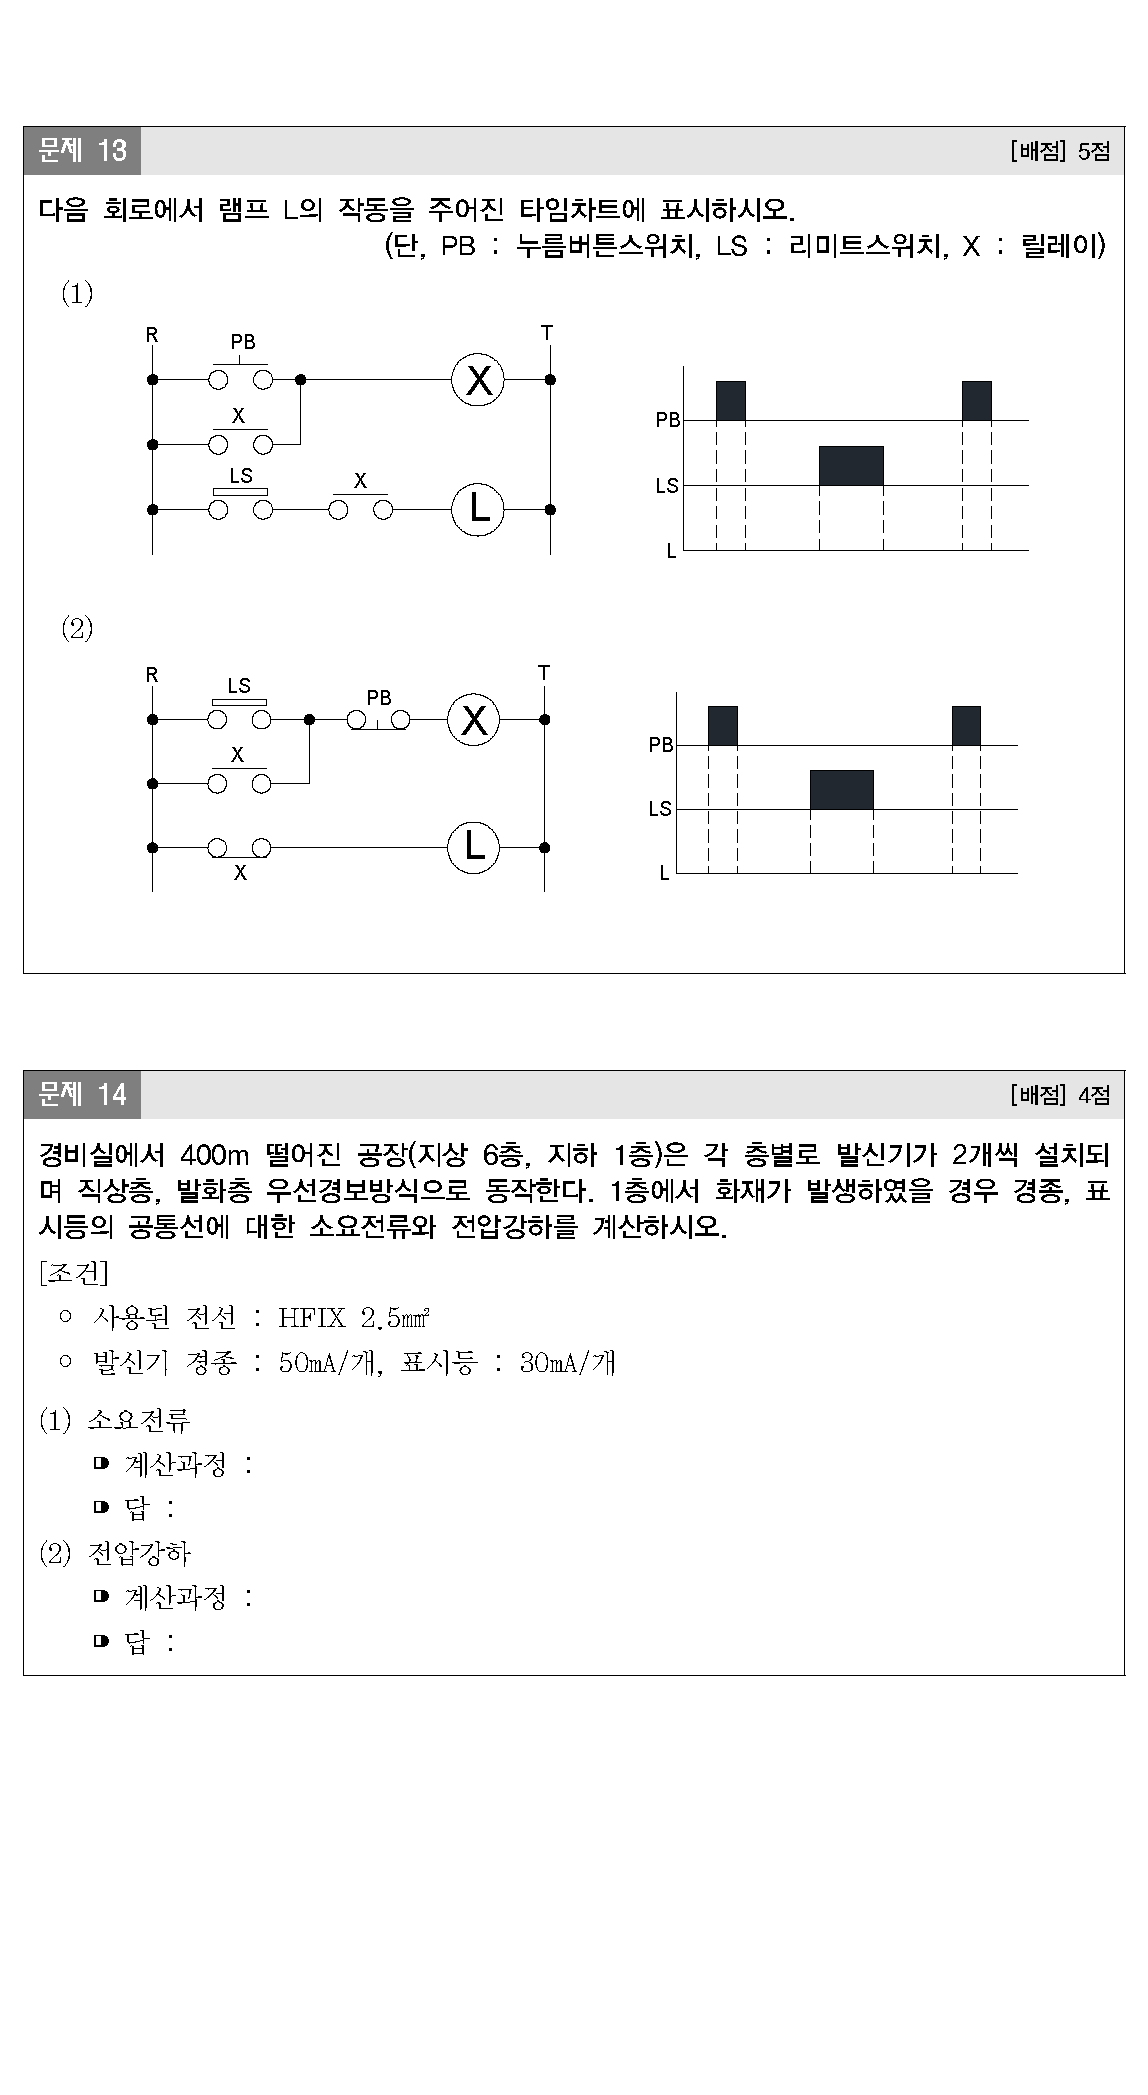 문제 13 [배점] 5점
다음 회로에서 램프 L의 작동을 주어진 타임차트에 표시하시오.
(단, PB : 누름버튼스위치, LS : 리미트스위치, X : 릴레이)
(1)
R PB T
X
X
LS X
L
PB
LS
L
(2)
R LS PB T
X
X
L
X
PB
LS
L
문제 14 [배점] 4점
경비실에서 400m 떨어진 공장(지상 6층, 지하 1층)은 각 층별로 발신기가 2개씩 설치되
며 직상층, 발화층 우선경보방식으로 동작한다. 1층에서 화재가 발생하였을 경우 경종, 표
시등의 공통선에 대한 소요전류와 전압강하를 계산하시오.
[조건]
○ 사용된 전선 : HFIX 2.5㎟
○ 발신기 경종 : 50mA/개, 표시등 : 30mA/개
(1) 소요전류
계산과정 :
답 :
(2) 전압강하
계산과정 :
답 :